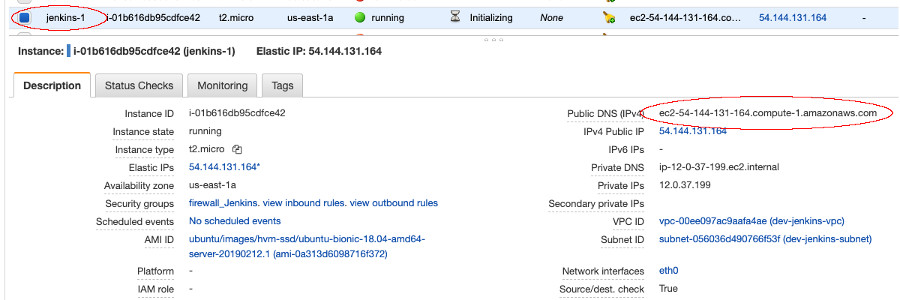 jenkins-1 i-01b616db95cdfce42 t2.micro us-east-1a running Initializing None ec2-54-144-131-164.co... 54.144.131.164 -
Instance: i-01b616db95cdfce42 (jenkins-1) Elastic IP: 54.144.131.164
Description Status Checks Monitoring Tags
Instance ID i-01b616db95cdfce42 Public DNS (IPv4) ec2-54-144-131-164.compute-1.amazonaws.com
Instance state running IPv4 Public IP 54.144.131.164
Instance type t2.micro IPv6 IPs -
Elastic IPs 54.144.131.164* Private DNS ip-12-0-37-199.ec2.internal
Availability zone us-east-1a Private IPs 12.0.37.199
Security groups firewall_Jenkins. view inbound rules. view outbound rules Secondary private IPs
Scheduled events No scheduled events VPC ID vpc-00ee097ac9aafa4ae (dev-jenkins-vpc)
AMI ID ubuntu/images/hvm-ssd/ubuntu-bionic-18.04-amd64- Subnet ID subnet-056036d490766f53f (dev-jenkins-subnet)
server-20190212.1 (ami-0a313d6098716f372)
Platform - Network interfaces eth0
IAM role - Source/dest. check True